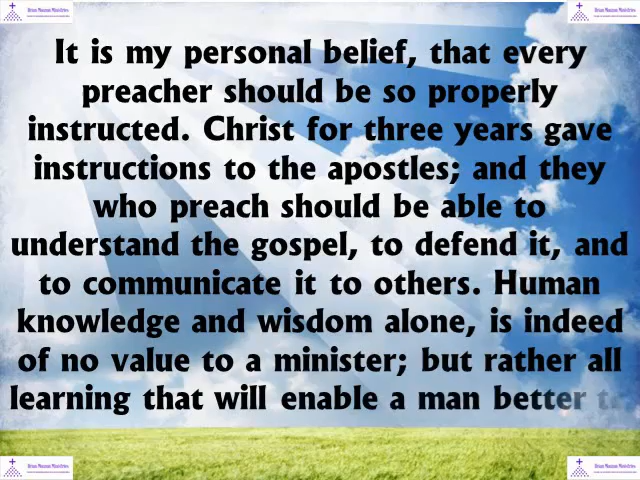 It is my personal belief, that every
preacher should be so properly
instructed. Christ for three years gave
instructions to the apostles; and they
who preach should be able to
understand the gospel, to defend it, and
to communicate it to others. Human
knowledge and wisdom alone, is indeed
of no value to a minister; but rather all
learning that will enable a man better